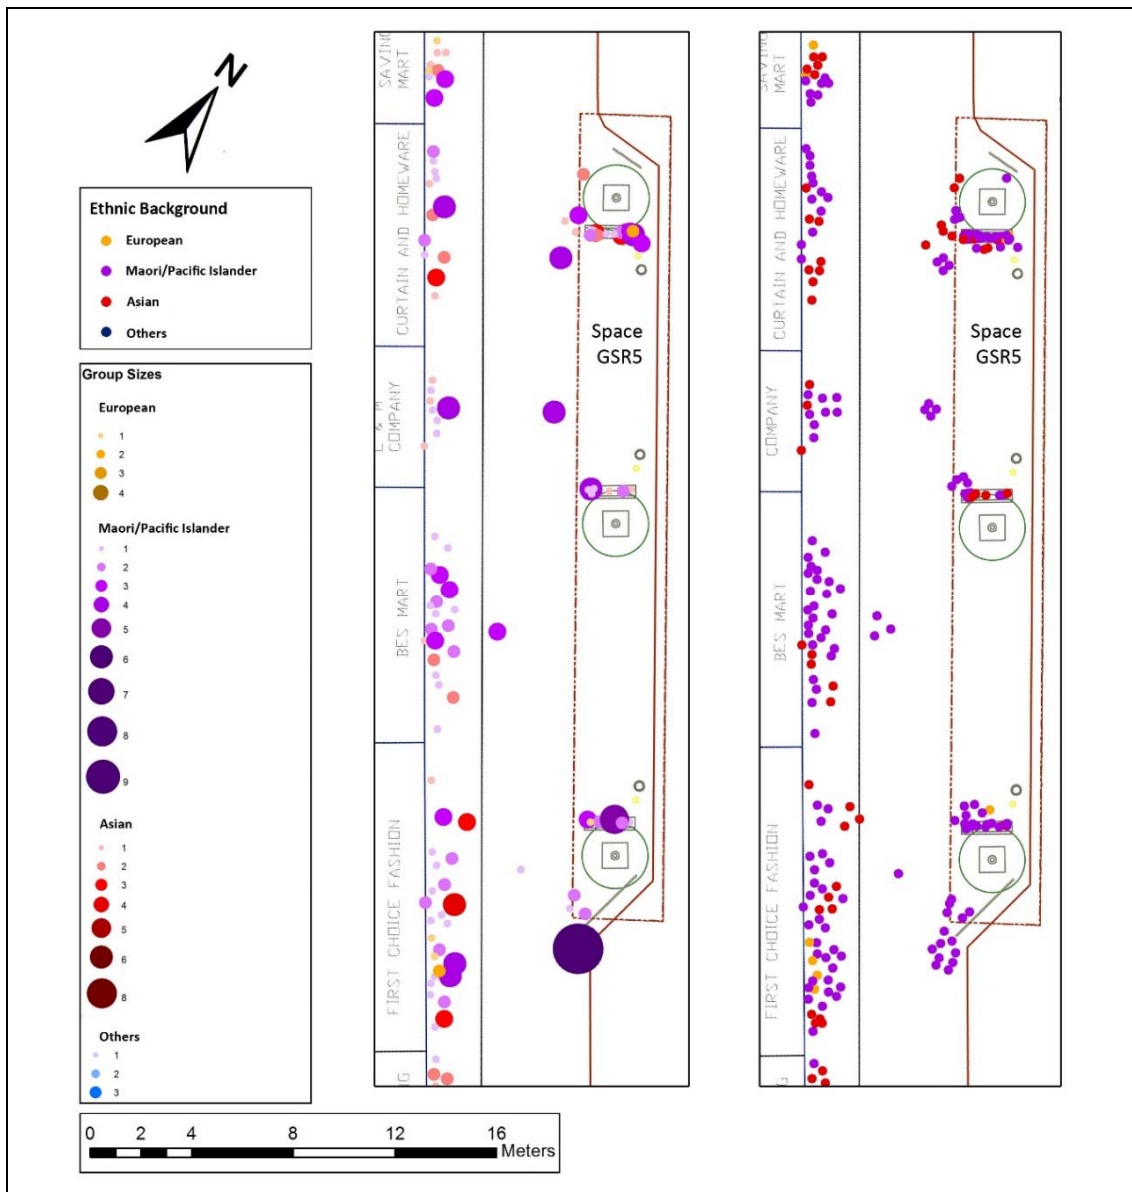 N
Ethnic Background
European
Maori/Pacific Islander
Asian
Others
Group Sizes
European
1
2
3
4
Maori/Pacific Islander
1
2
3
4
5
6
7
8
9
Asian
1
2
3
4
5
6
8
Others
1
2
3
0 2 4 8 12 16
Meters
SAVING
MART
CURTAIN AND HOMEWARE
L & M
COMPANY
BES MART
FIRST CHOICE FASHION
G
Space
GSR5
SAVING
MART
CURTAIN AND HOMEWARE
COMPANY
BES MART
FIRST CHOICE FASHION
G
Space
GSR5